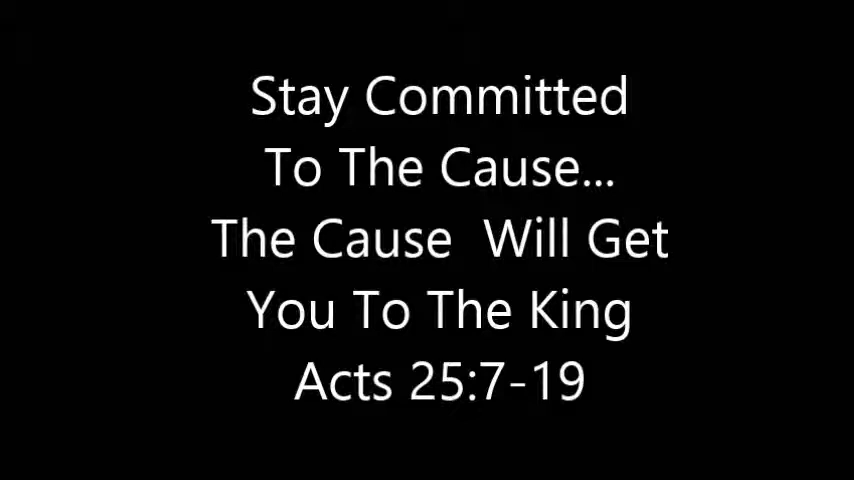 Stay Committed
To The Cause...
The Cause  Will Get
You To The King
Acts 25:7-19